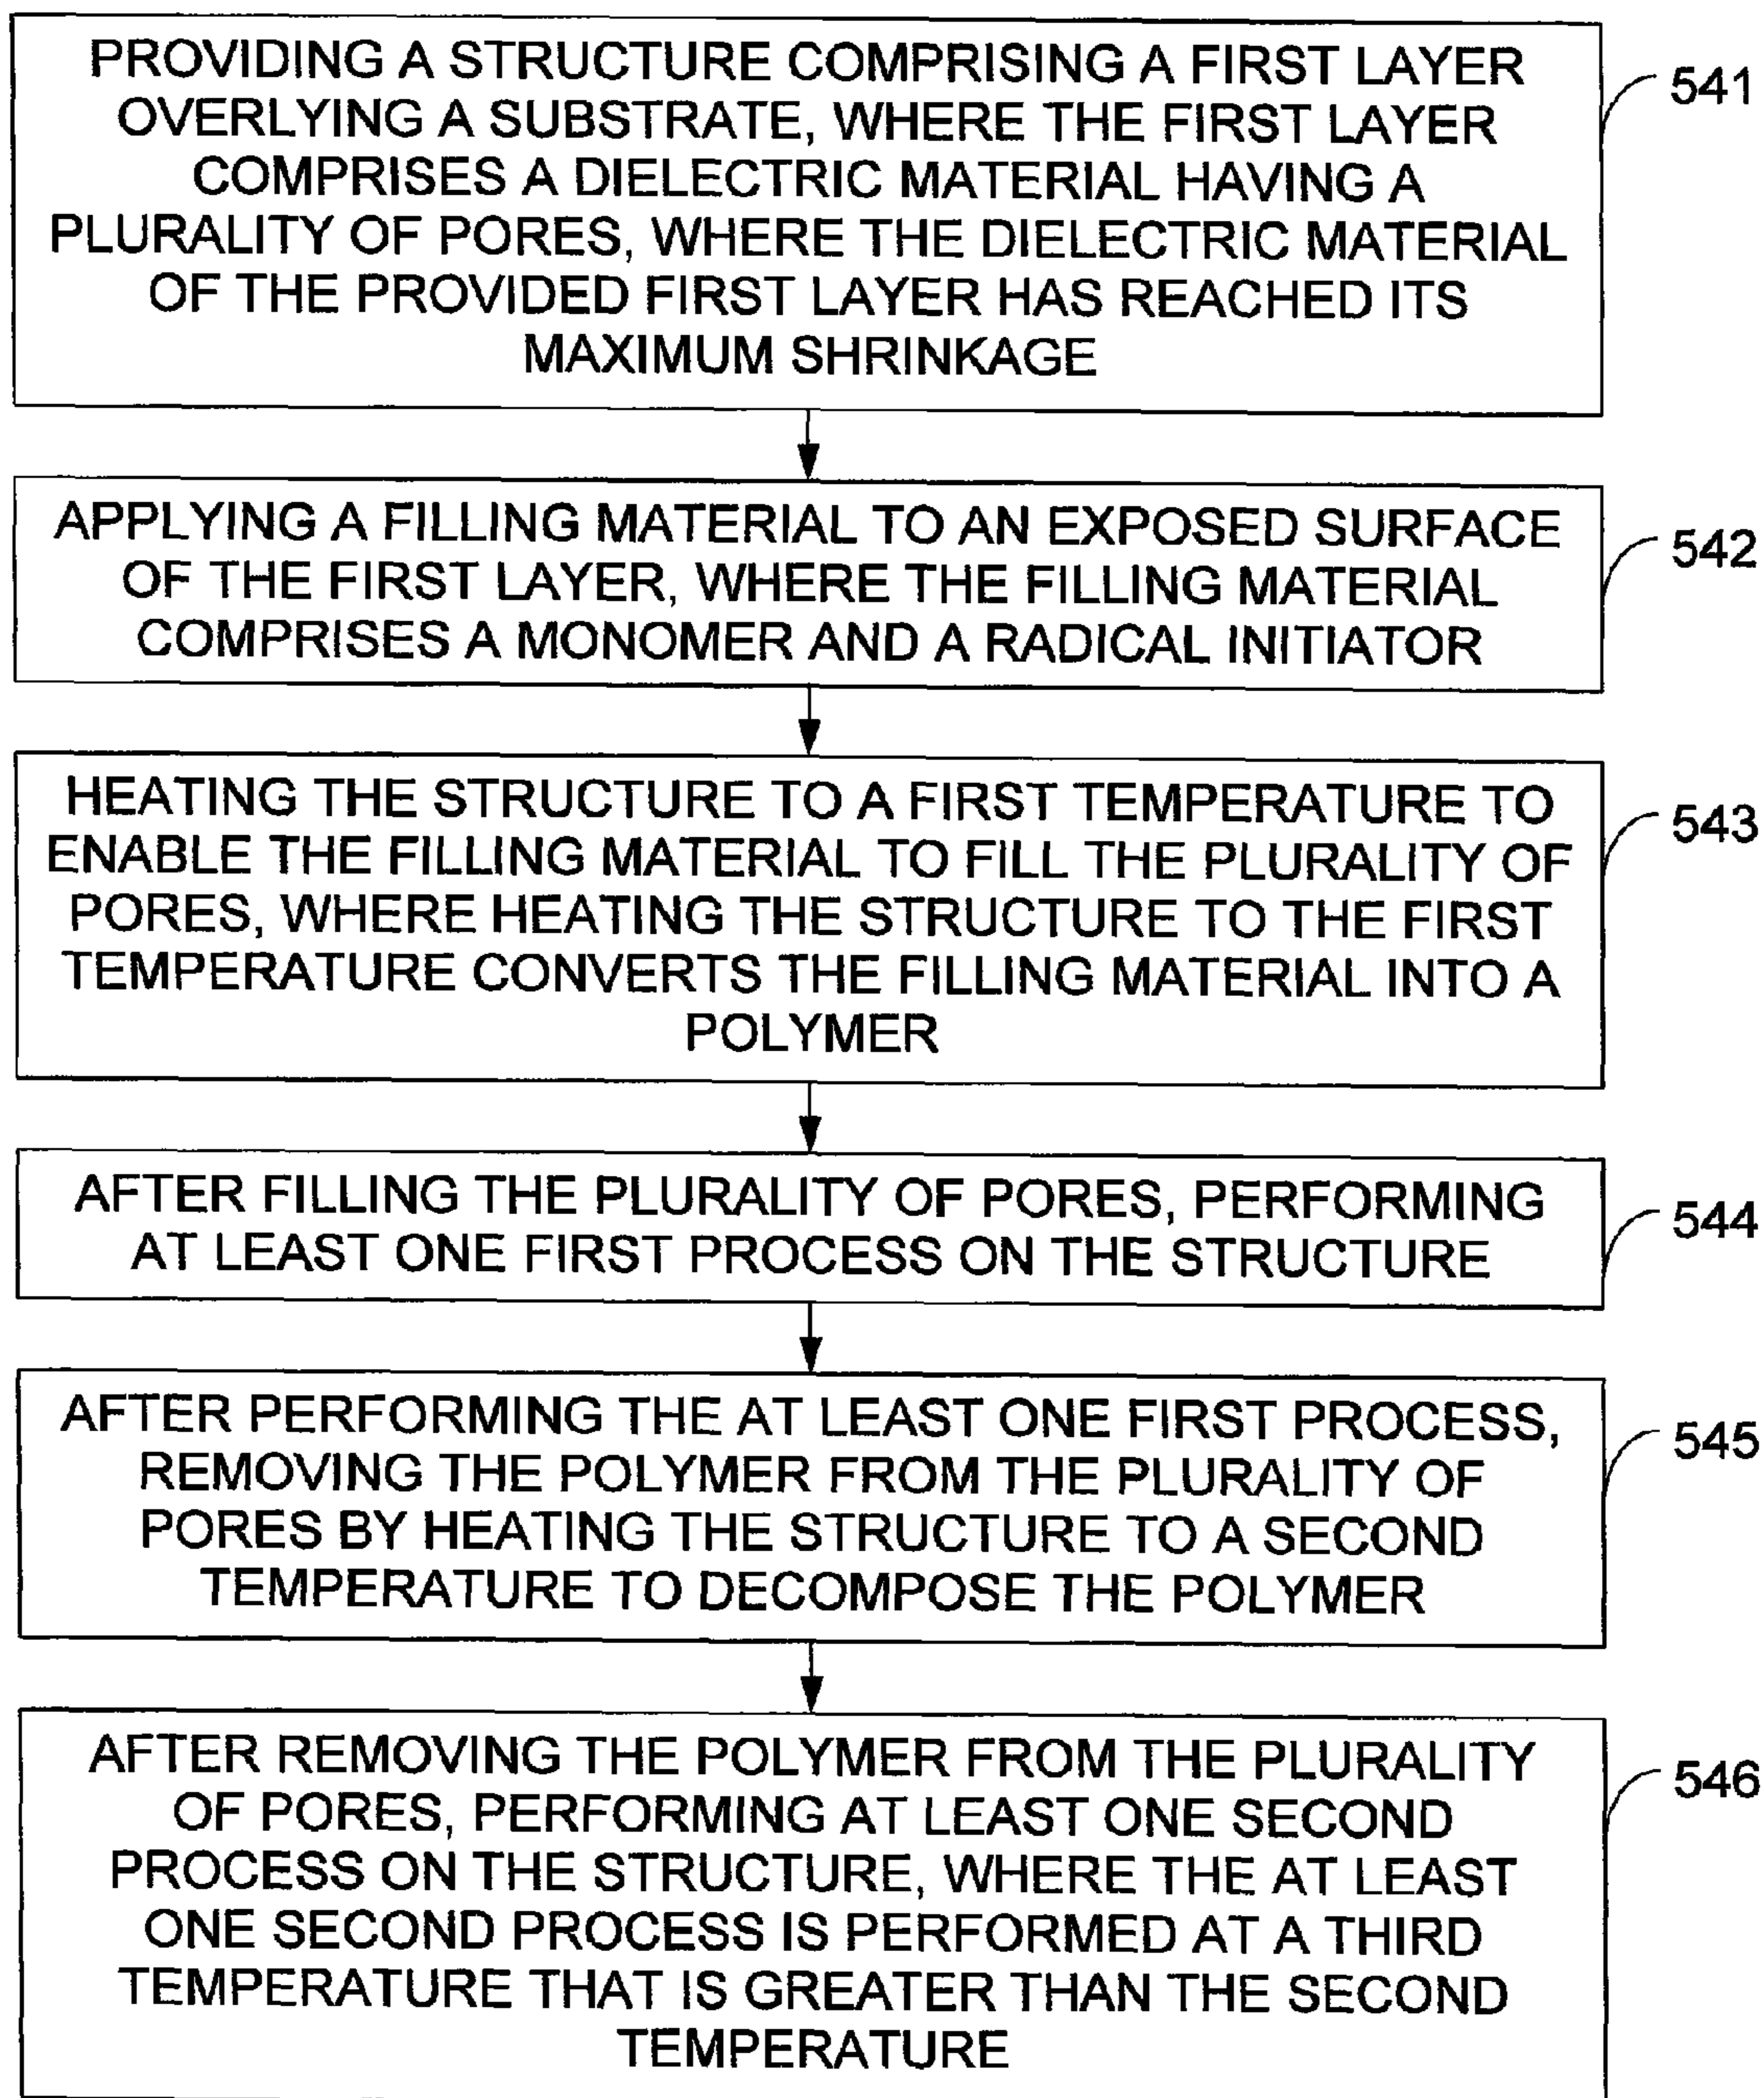 PROVIDING A STRUCTURE COMPRISING A FIRST LAYER
OVERLYING A SUBSTRATE, WHERE THE FIRST LAYER
COMPRISES A DIELECTRIC MATERIAL HAVING A
PLURALITY OF PORES, WHERE THE DIELECTRIC MATERIAL
OF THE PROVIDED FIRST LAYER HAS REACHED ITS
MAXIMUM SHRINKAGE
541
APPLYING A FILLING MATERIAL TO AN EXPOSED SURFACE
OF THE FIRST LAYER, WHERE THE FILLING MATERIAL
COMPRISES A MONOMER AND A RADICAL INITIATOR
542
HEATING THE STRUCTURE TO A FIRST TEMPERATURE TO
ENABLE THE FILLING MATERIAL TO FILL THE PLURALITY OF
PORES, WHERE HEATING THE STRUCTURE TO THE FIRST
TEMPERATURE CONVERTS THE FILLING MATERIAL INTO A
POLYMER
543
AFTER FILLING THE PLURALITY OF PORES, PERFORMING
AT LEAST ONE FIRST PROCESS ON THE STRUCTURE
544
AFTER PERFORMING THE AT LEAST ONE FIRST PROCESS,
REMOVING THE POLYMER FROM THE PLURALITY OF
PORES BY HEATING THE STRUCTURE TO A SECOND
TEMPERATURE TO DECOMPOSE THE POLYMER
545
AFTER REMOVING THE POLYMER FROM THE PLURALITY
OF PORES, PERFORMING AT LEAST ONE SECOND
PROCESS ON THE STRUCTURE, WHERE THE AT LEAST
ONE SECOND PROCESS IS PERFORMED AT A THIRD
TEMPERATURE THAT IS GREATER THAN THE SECOND
TEMPERATURE
546